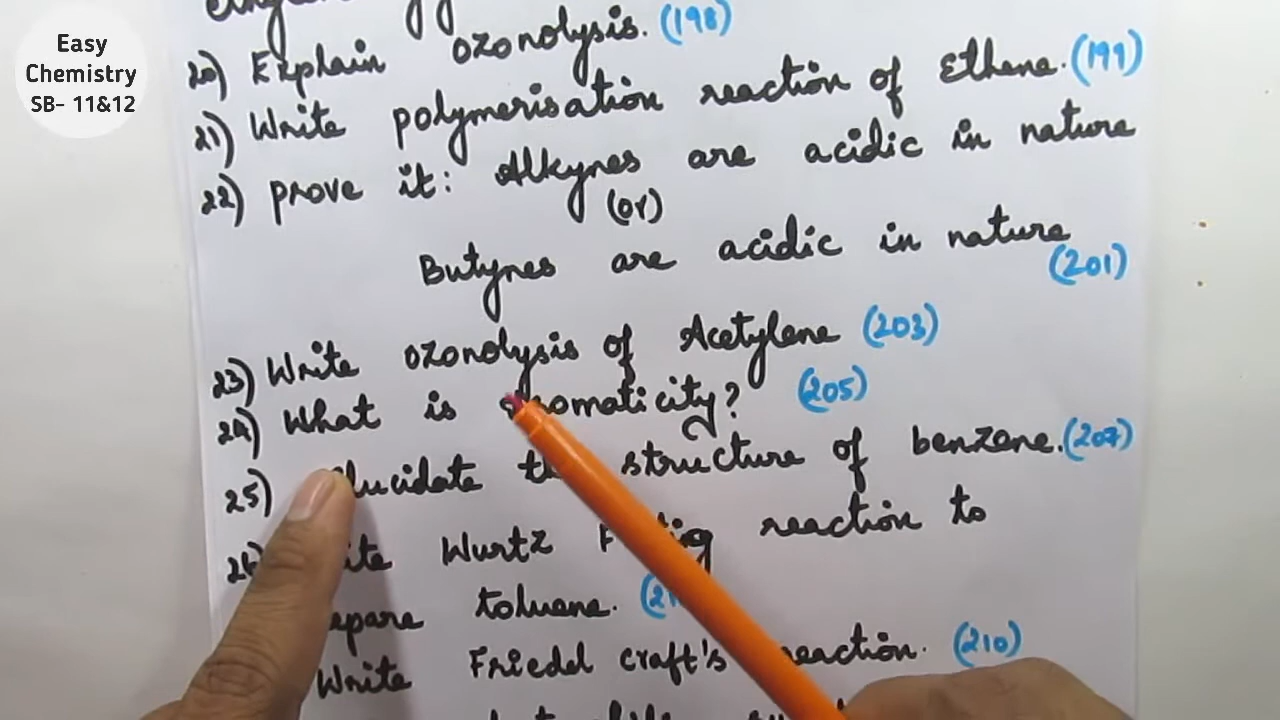 Easy
Chemistry
SB- 11&12
20) Explain ozonolysis. (198)
21) Write polymerisation reaction of Ethene. (199)
22) prove it: Alkynes are acidic in nature
(or)
Butynes are acidic in nature
(201)
23) Write ozonolysis of Acetylene (203)
24) What is aromaticity? (205)
25) Elucidate the structure of benzene. (207)
Wurtz reaction to
toluene.
Write Friedel craft's reaction. (210)